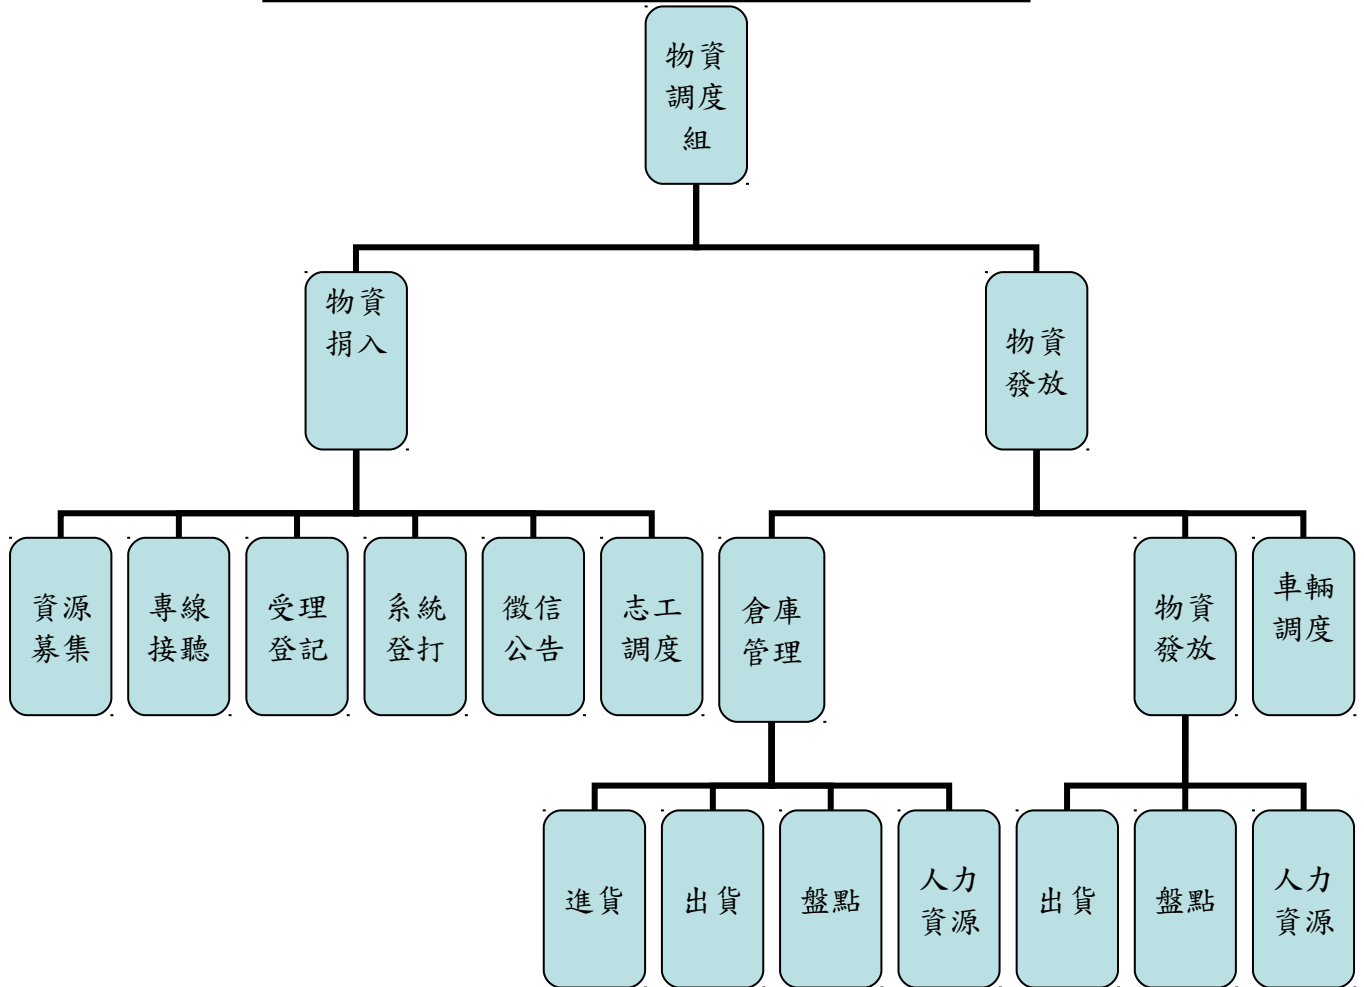 物資
調度
組
物資
捐入
物資
發放
資源
募集
專線
接聽
受理
登記
系統
登打
徵信
公告
志工
調度
倉庫
管理
物資
發放
車輛
調度
進貨
出貨
盤點
人力
資源
出貨
盤點
人力
資源